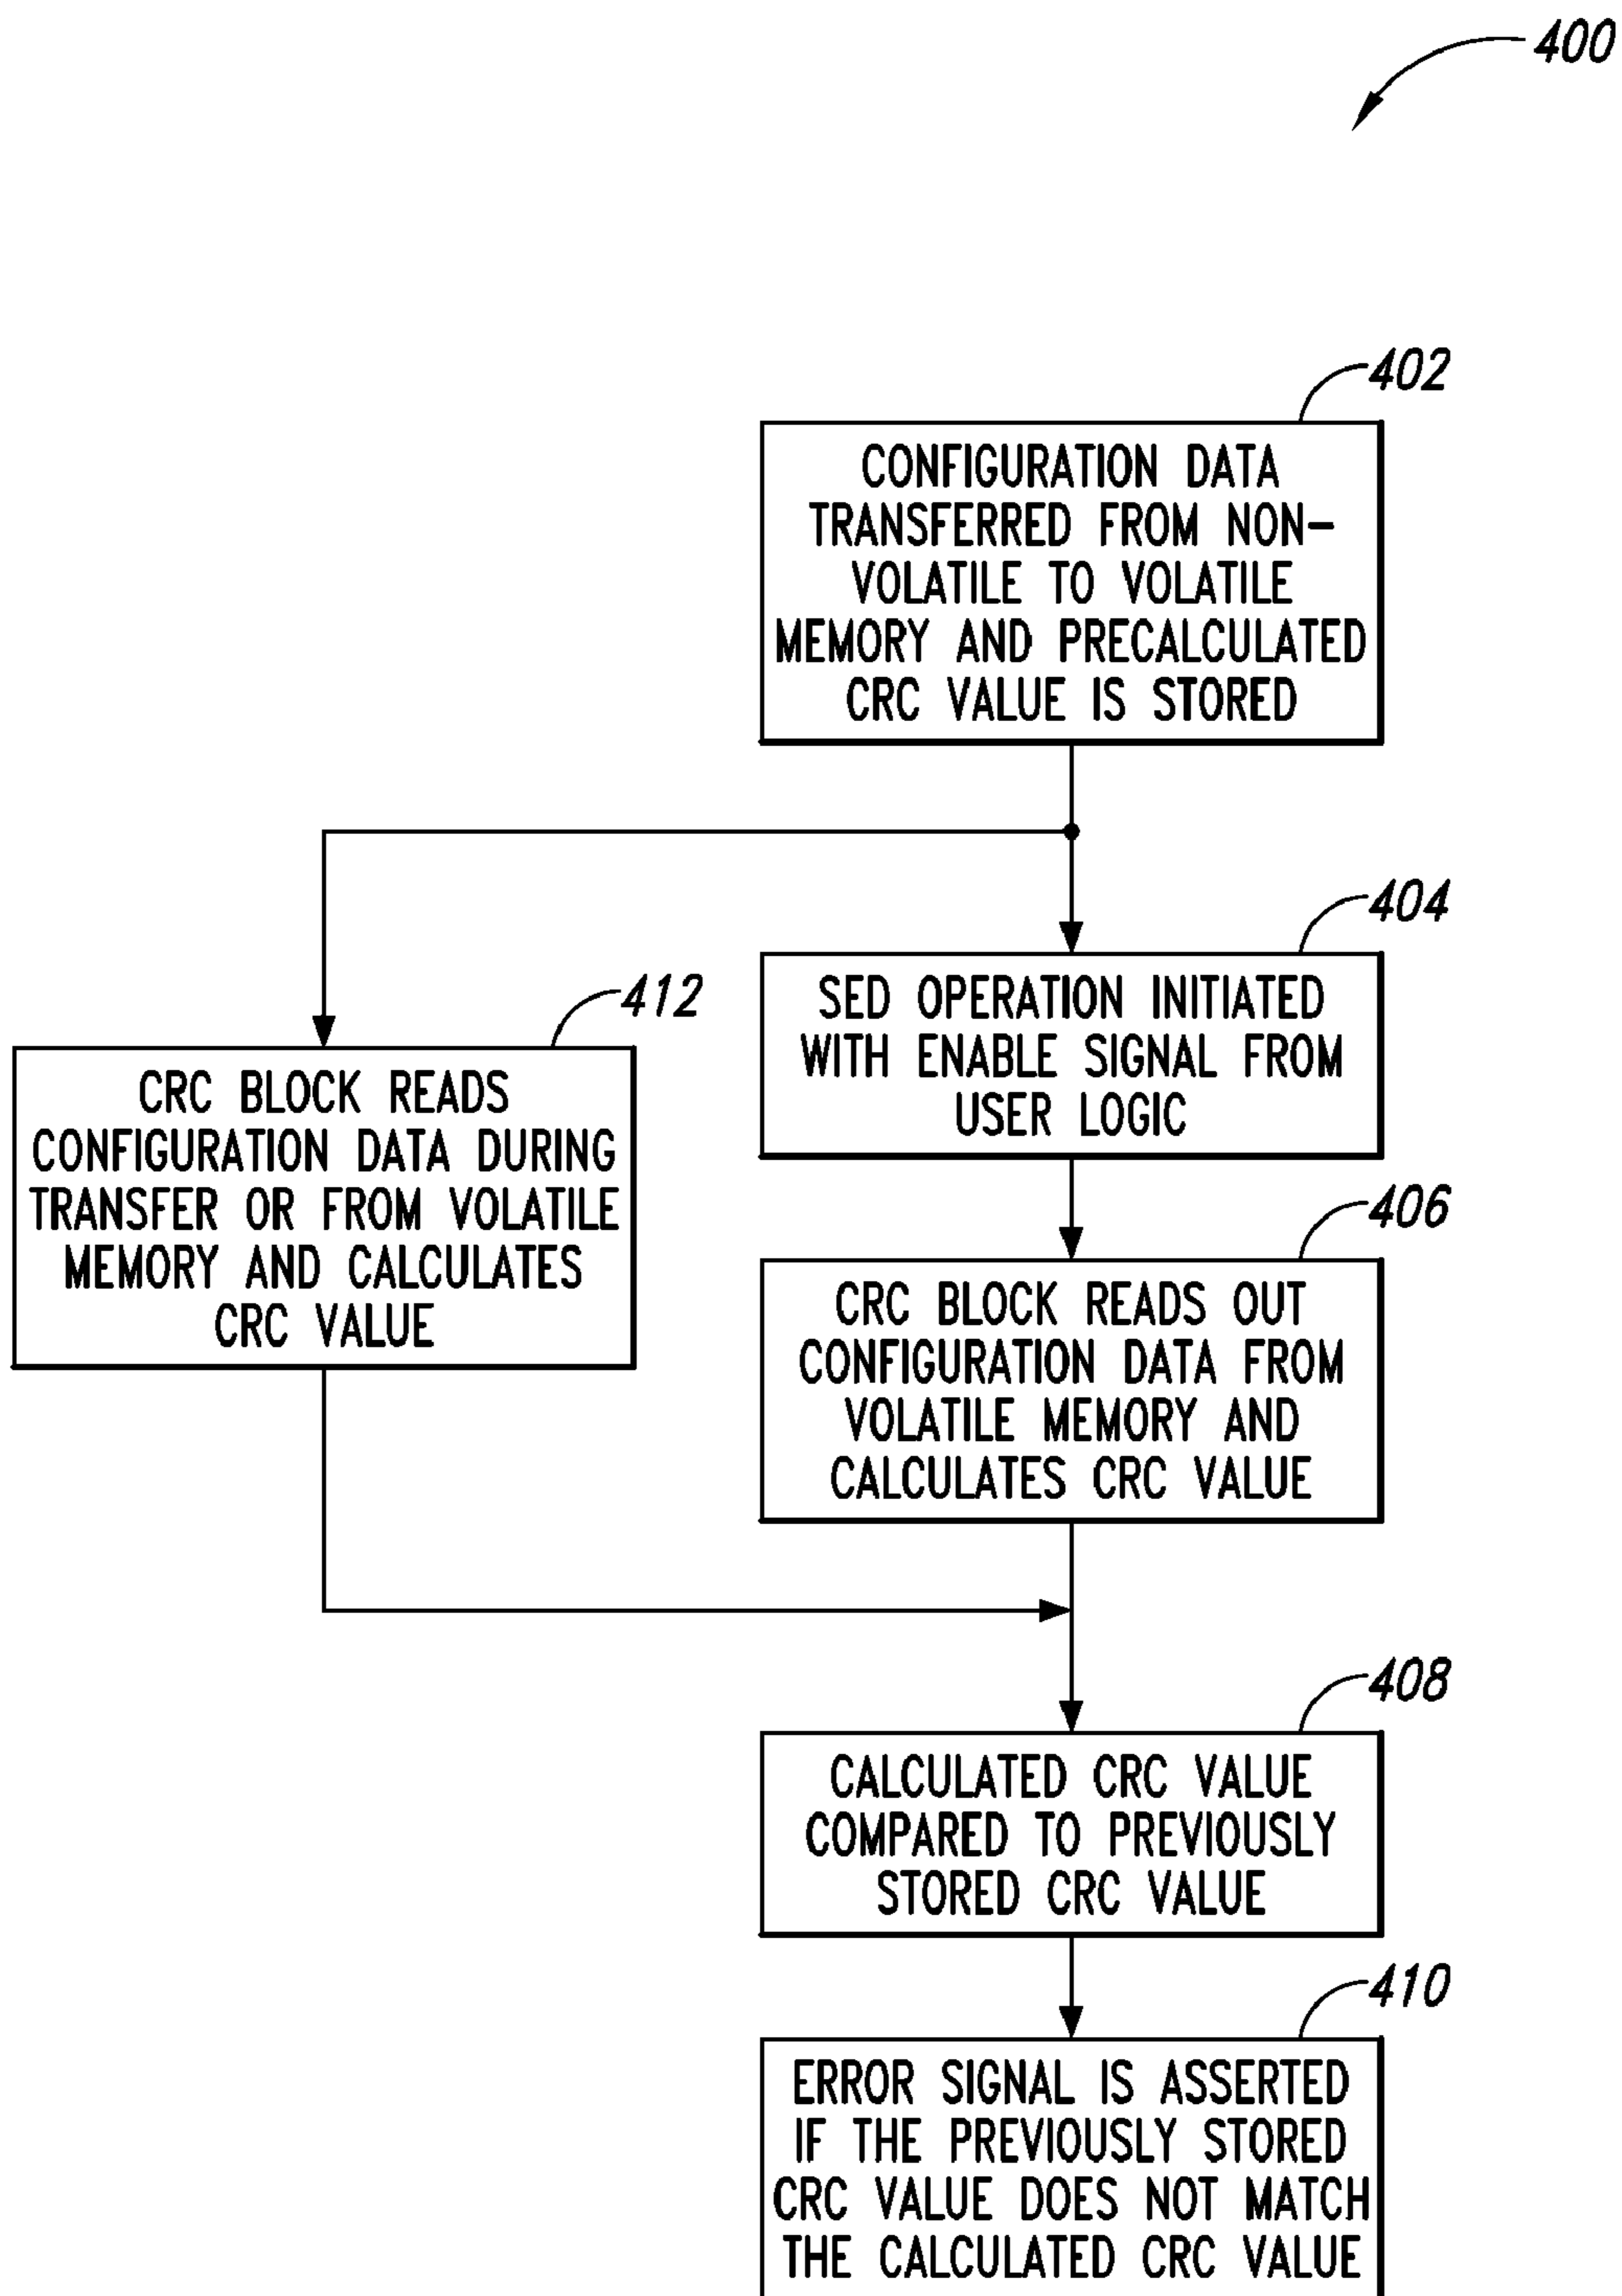 400
402
CONFIGURATION DATA
TRANSFERRED FROM NON-
VOLATILE TO VOLATILE
MEMORY AND PRECALCULATED
CRC VALUE IS STORED
404
SED OPERATION INITIATED
WITH ENABLE SIGNAL FROM
USER LOGIC
412
CRC BLOCK READS
CONFIGURATION DATA DURING
TRANSFER OR FROM VOLATILE
MEMORY AND CALCULATES
CRC VALUE
406
CRC BLOCK READS OUT
CONFIGURATION DATA FROM
VOLATILE MEMORY AND
CALCULATES CRC VALUE
408
CALCULATED CRC VALUE
COMPARED TO PREVIOUSLY
STORED CRC VALUE
410
ERROR SIGNAL IS ASSERTED
IF THE PREVIOUSLY STORED
CRC VALUE DOES NOT MATCH
THE CALCULATED CRC VALUE